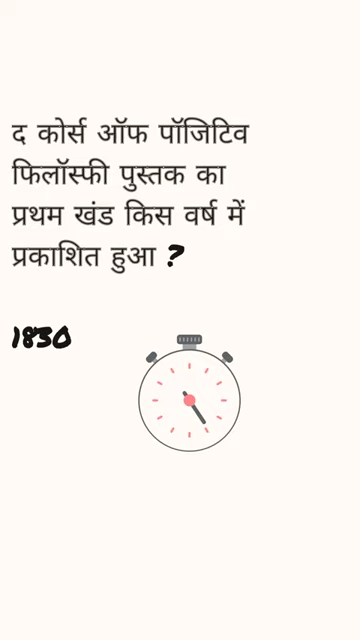 द कोर्स ऑफ पॉजिटिव
फिलॉस्फी पुस्तक का
प्रथम खंड किस वर्ष में
प्रकाशित हुआ ?
1830